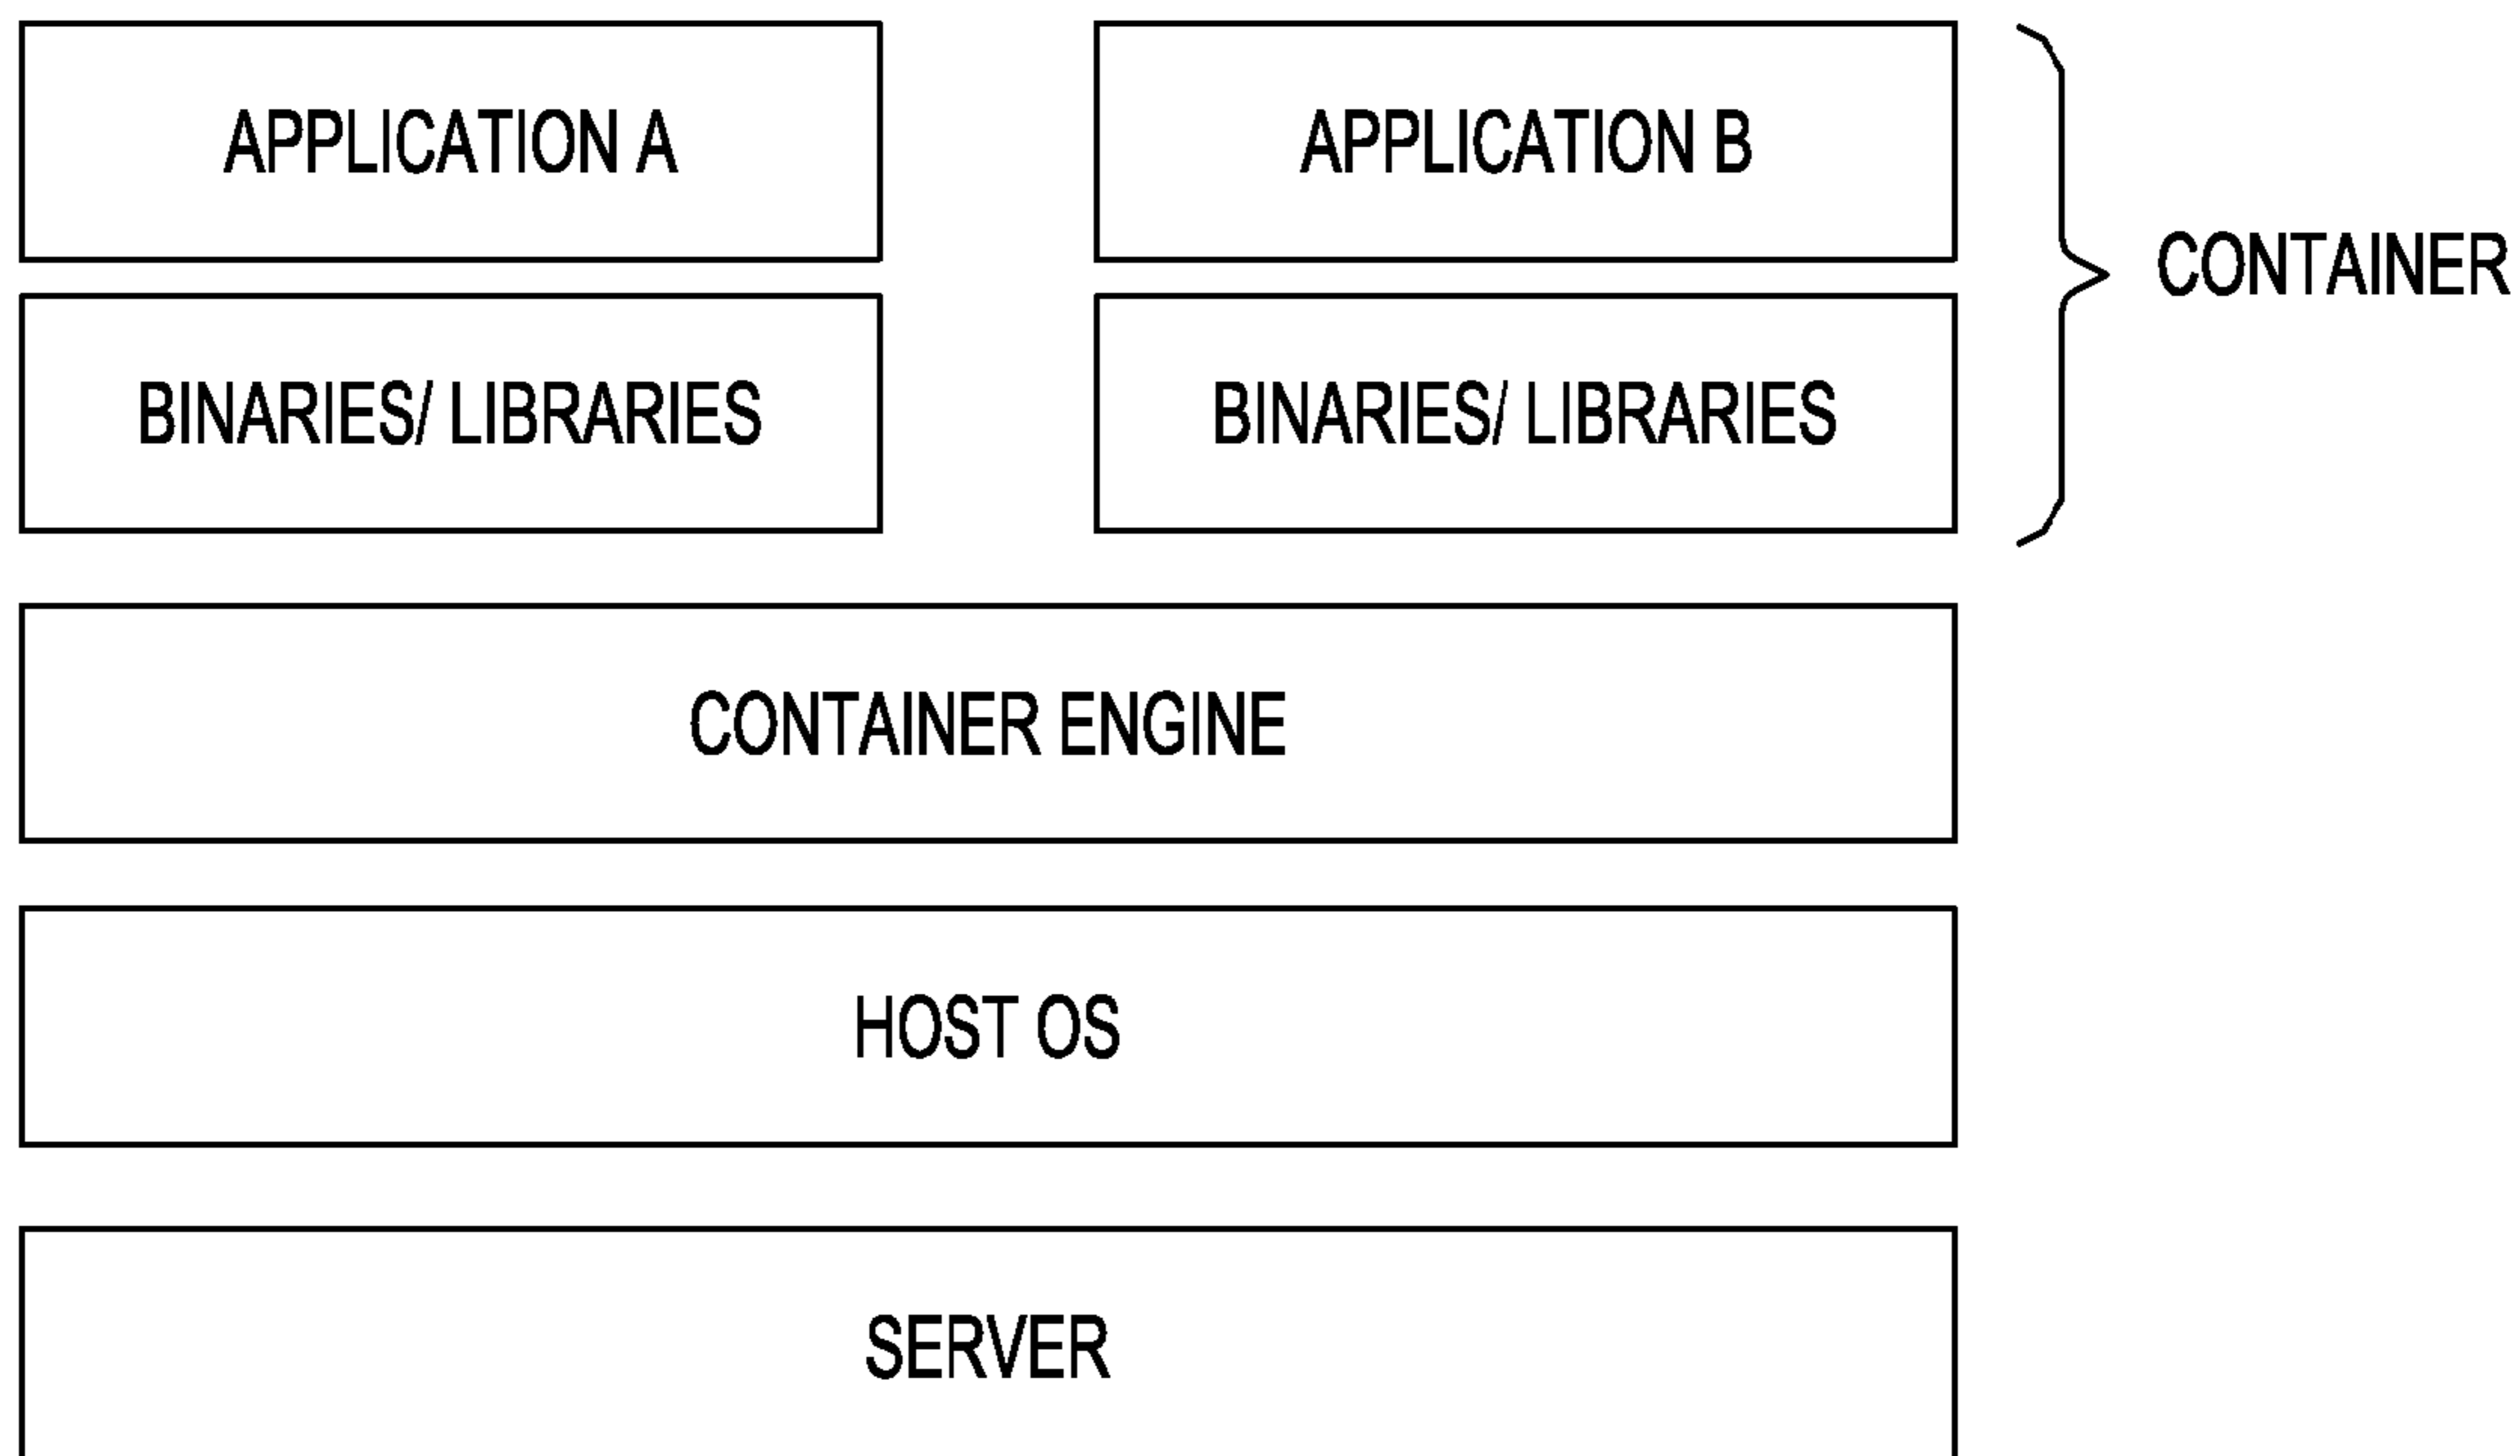 APPLICATION A
APPLICATION B
CONTAINER
BINARIES/ LIBRARIES
BINARIES/ LIBRARIES
CONTAINER ENGINE
HOST OS
SERVER